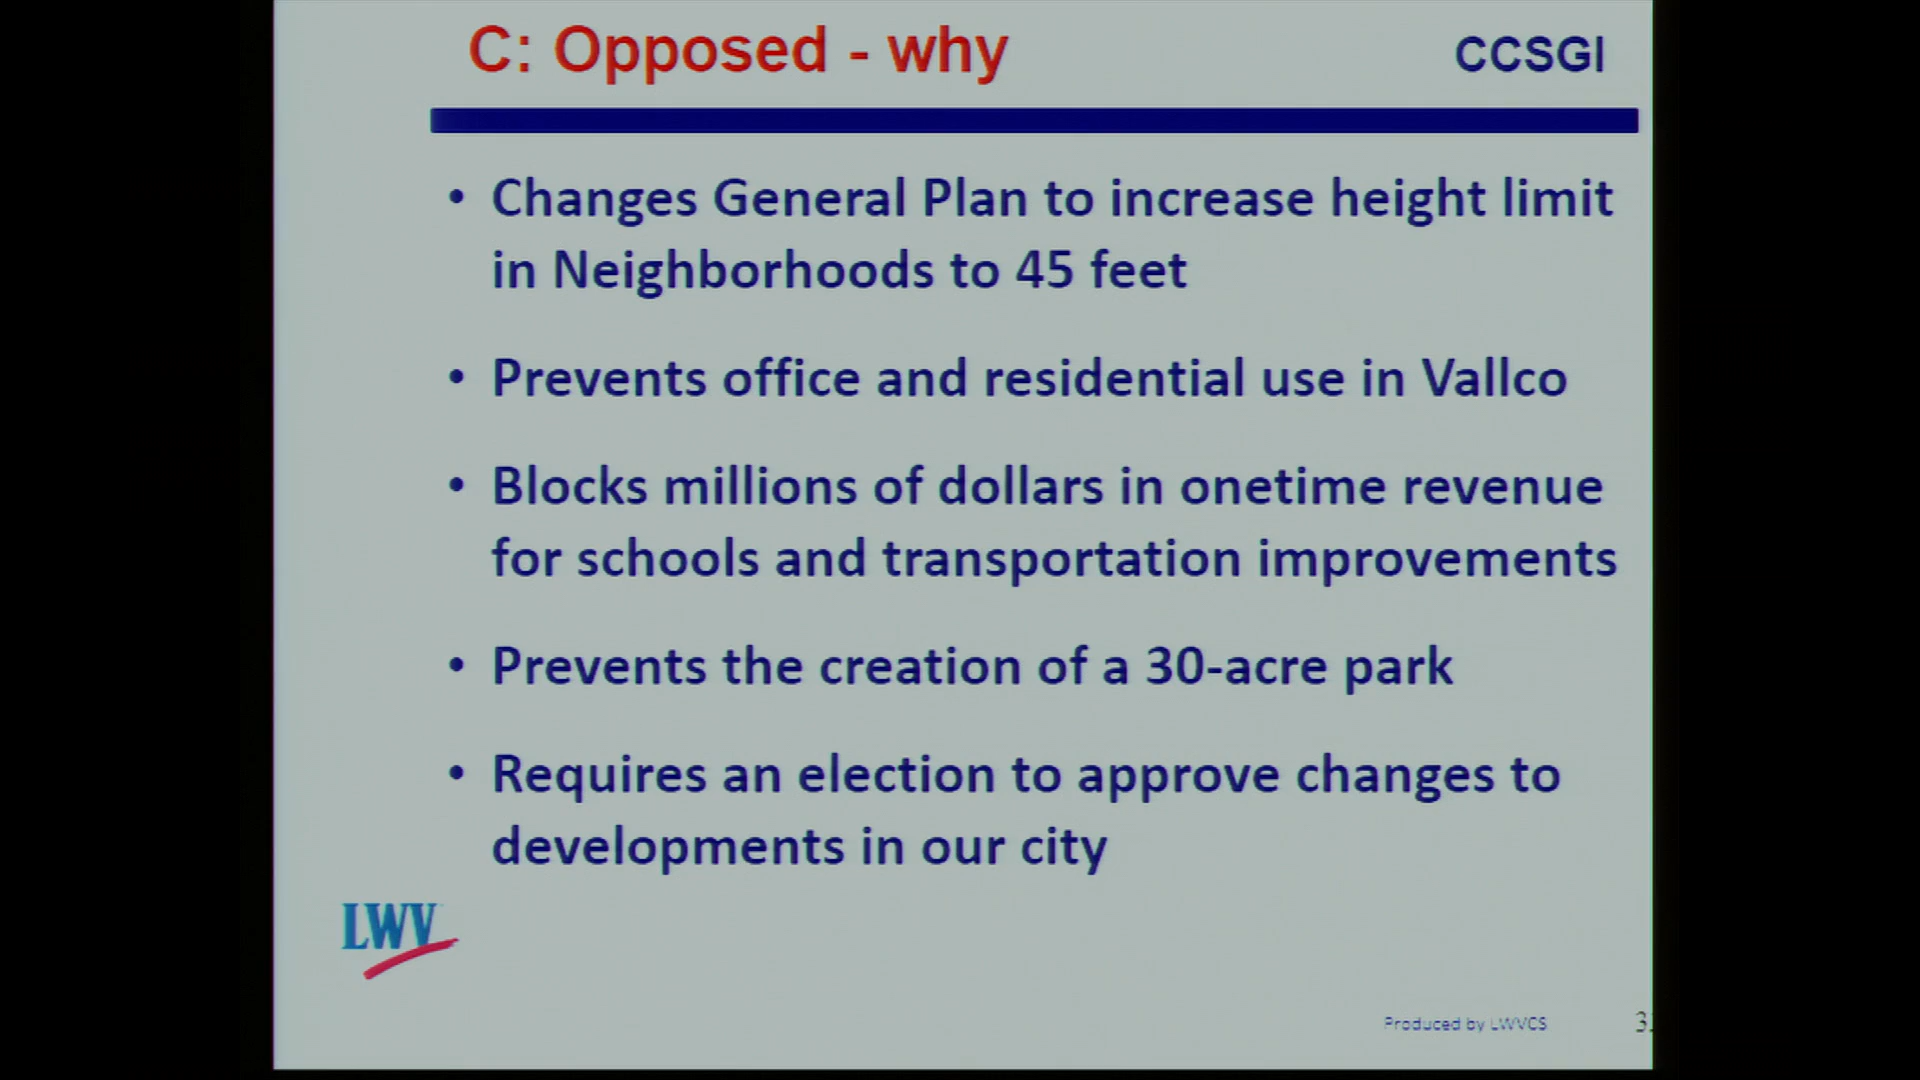 C: Opposed - why
CCSGI
• Changes General Plan to increase height limit
in Neighborhoods to 45 feet
• Prevents office and residential use in Vallco
• Blocks millions of dollars in onetime revenue
for schools and transportation improvements
• Prevents the creation of a 30-acre park
• Requires an election to approve changes to
developments in our city
LWV
Produced by LWVCS